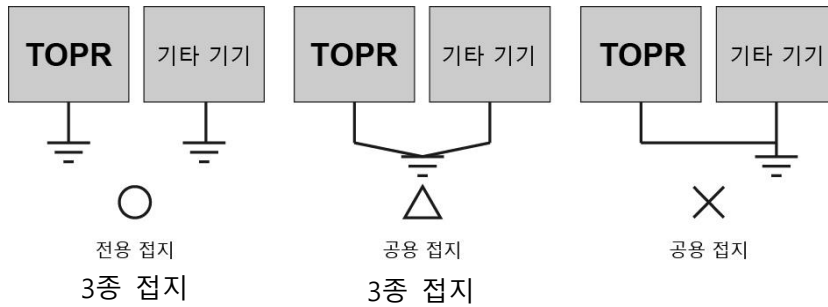 TOPR 기타 기기 TOPR 기타 기기 TOPR 기타 기기
전용 접지 공용 접지 공용 접지
3종 접지 3종 접지